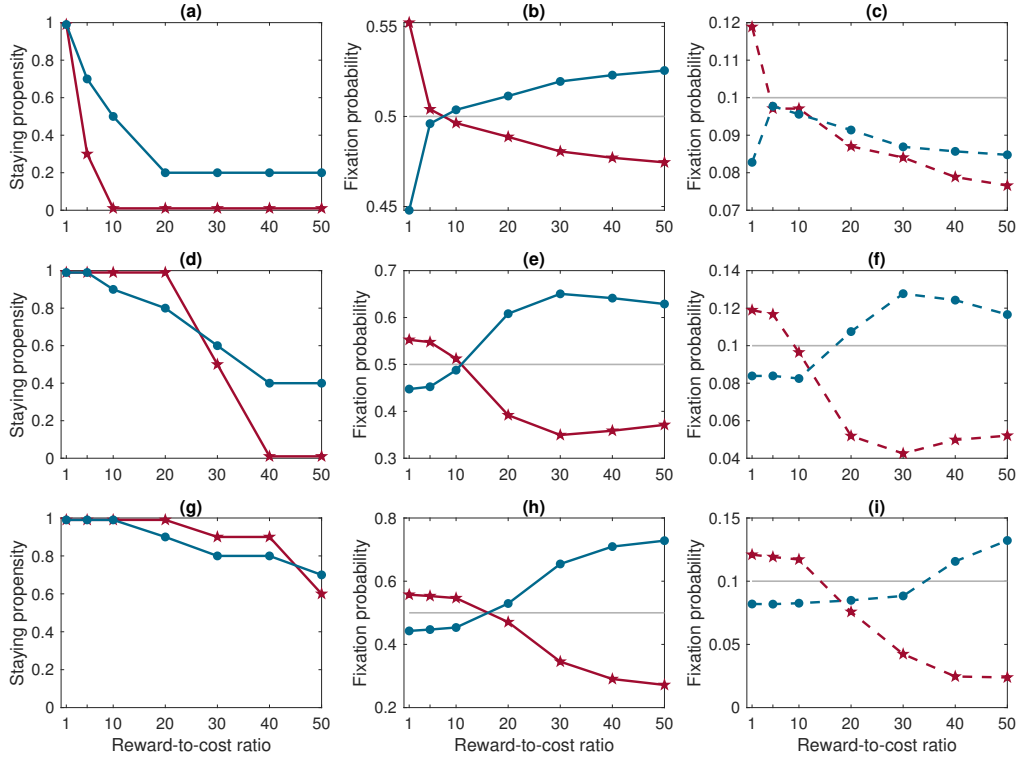 (a)
Staying propensity
1
0.8
0.6
0.4
0.2
0
1 10 20 30 40 50
(b)
Fixation probability
0.55
0.5
0.45
1 10 20 30 40 50
(c)
Fixation probability
0.12
0.11
0.1
0.09
0.08
0.07
1 10 20 30 40 50
(d)
Staying propensity
1
0.8
0.6
0.4
0.2
0
1 10 20 30 40 50
(e)
Fixation probability
0.7
0.6
0.5
0.4
0.3
1 10 20 30 40 50
(f)
Fixation probability
0.14
0.12
0.1
0.08
0.06
0.04
1 10 20 30 40 50
(g)
Staying propensity
1
0.8
0.6
0.4
0.2
0
1 10 20 30 40 50
Reward-to-cost ratio
(h)
Fixation probability
0.8
0.6
0.4
0.2
1 10 20 30 40 50
Reward-to-cost ratio
(i)
Fixation probability
0.15
0.1
0.05
0
1 10 20 30 40 50
Reward-to-cost ratio